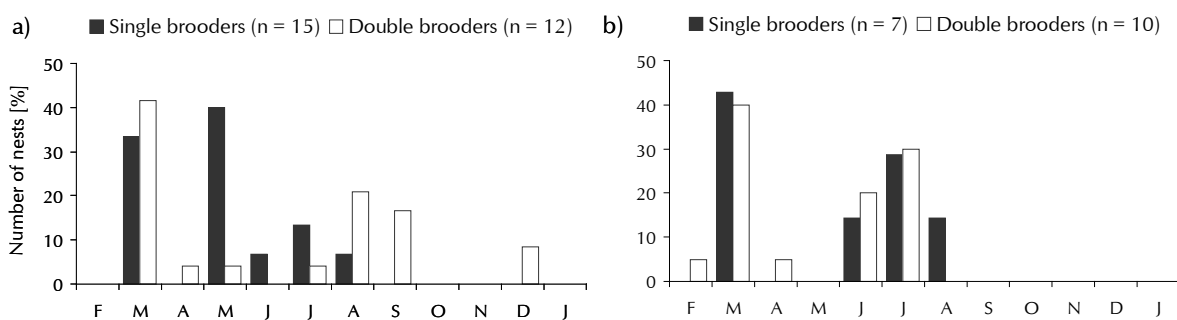 a) ■ Single brooders (n = 15) □ Double brooders (n = 12)
Number of nests [%]
50
40
30
20
10
0
F M A M J J A S O N D J
b) ■ Single brooders (n = 7) □ Double brooders (n = 10)
50
40
30
20
10
0
F M A M J J A S O N D J